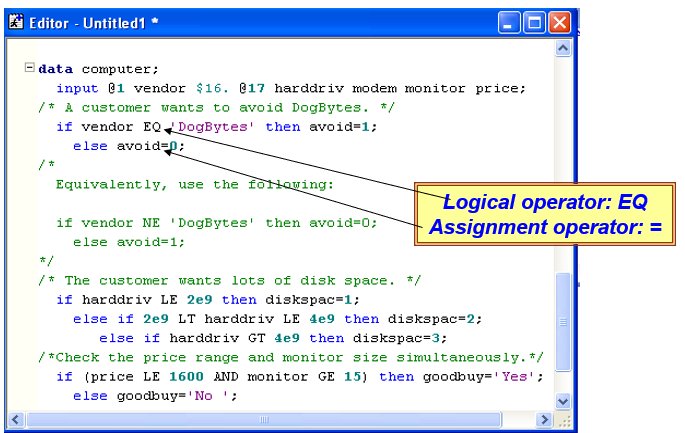 Editor - Untitled1 *
data computer;
input @1 vendor $16. @17 harddriv modem monitor price;
/* A customer wants to avoid DogBytes. */
if vendor EQ 'DogBytes' then avoid=1;
else avoid=0;
/*
Equivalently, use the following:
if vendor NE 'DogBytes' then avoid=0;
else avoid=1;
*/
/* The customer wants lots of disk space. */
if harddriv LE 2e9 then diskspac=1;
else if 2e9 LT harddriv LE 4e9 then diskspac=2;
else if harddriv GT 4e9 then diskspac=3;
/*Check the price range and monitor size simultaneously.*/
if (price LE 1600 AND monitor GE 15) then goodbuy='Yes';
else goodbuy='No ';
Logical operator: EQ
Assignment operator: =